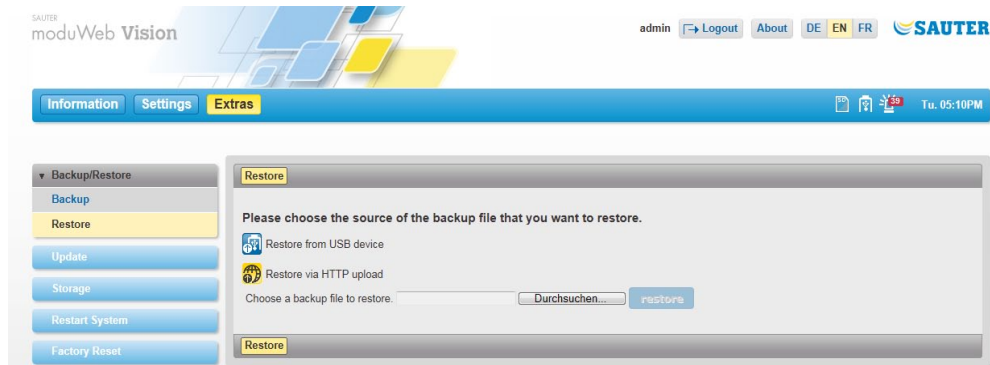 SAUTER
moduWeb Vision
admin Logout About DE EN FR SAUTER
Information Settings Extras
39 Tu. 05:10PM
Backup/Restore
Backup
Restore
Update
Storage
Restart System
Factory Reset
Restore
Please choose the source of the backup file that you want to restore.
Restore from USB device
Restore via HTTP upload
Choose a backup file to restore. Durchsuchen... restore
Restore